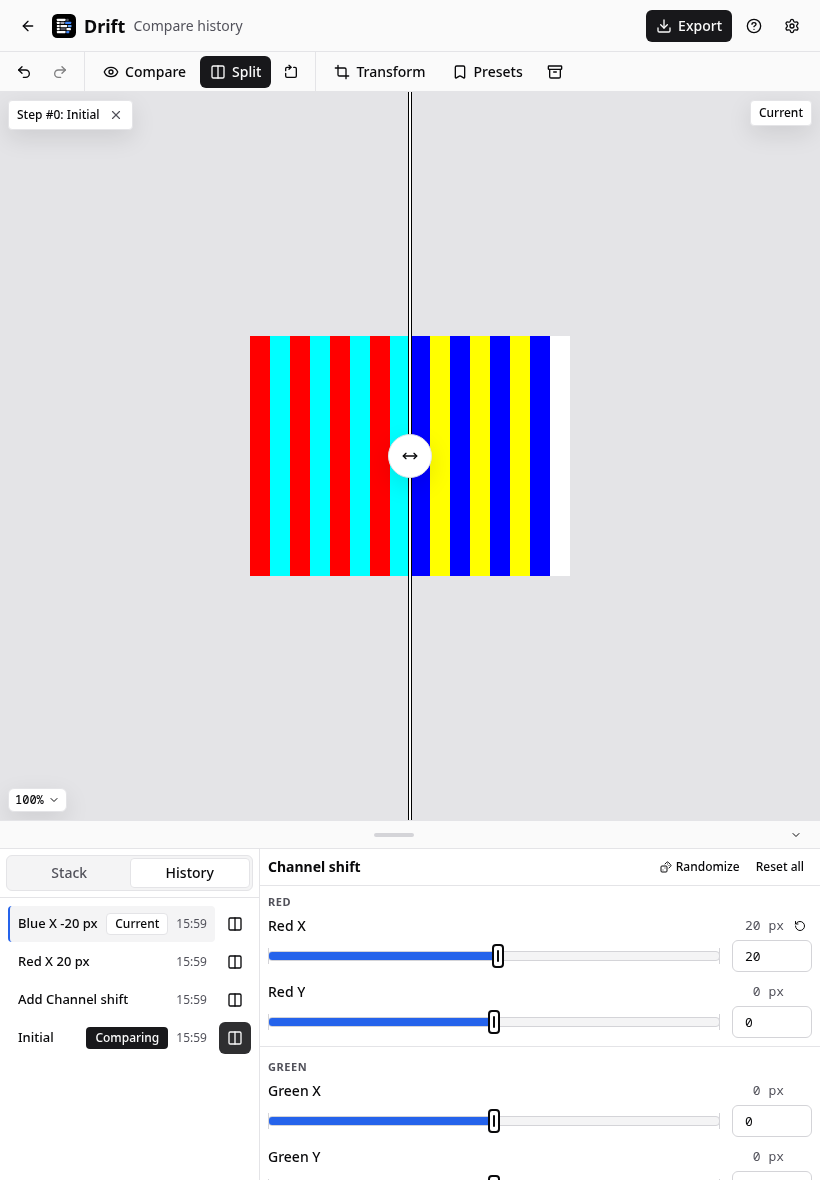 Drift Compare history Export
Compare Split Transform Presets
Step #0: Initial Current
100%
Stack History
Channel shift Randomize Reset all
Blue X -20 px Current 15:59
Red X 20 px 15:59
Add Channel shift 15:59
Initial Comparing 15:59
RED
Red X 20 px
20
Red Y 0 px
0
GREEN
Green X 0 px
0
Green Y 0 px